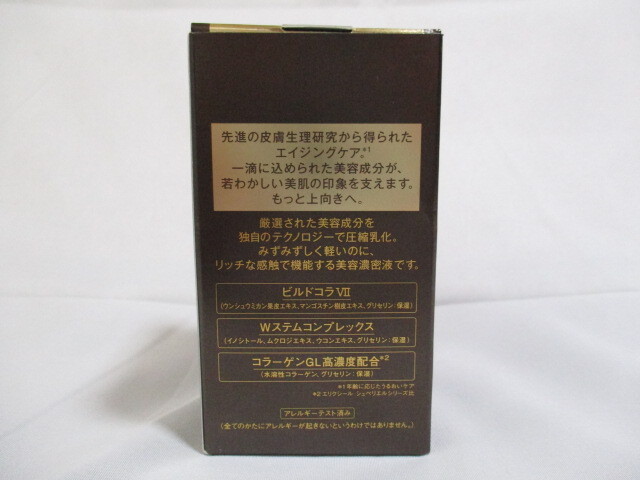 先進の皮膚生理研究から得られた
エイジングケア。*1
一滴に込められた美容成分が、
若わかしい美肌の印象を支えます。
もっと上向きへ。
厳選された美容成分を
独自のテクノロジーで圧縮乳化。
みずみずしく軽いのに、
リッチな感触で機能する美容濃密液です。
ビルドコラVII
(ウンシュウミカン果皮エキス、マンゴスチン樹皮エキス、グリセリン:保湿)
Wステムコンプレックス
(イノシトール、ムクロジエキス、ウコンエキス、グリセリン:保湿)
コラーゲンGL高濃度配合*2
(水溶性コラーゲン、グリセリン:保湿)
*1 年齢に応じたうるおいケア
*2 エリクシール シュペリエルシリーズ比
アレルギーテスト済み
(全てのかたにアレルギーが起きないというわけではありません。)